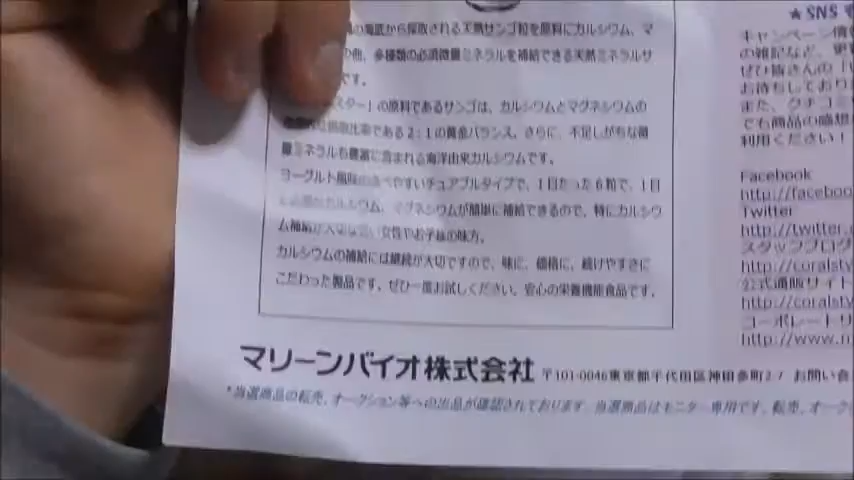 の海底から採取される天然サンゴ粒を原料にカルシウム、マ
の他、多種類の必須微量ミネラルを補給できる天然ミネラルサ
です。
スター」の原料であるサンゴは、カルシウムとマグネシウムの
摂取比率である2:1の黄金バランス。さらに、不足しがちな微
量ミネラルも豊富に含まれる海洋由来カルシウムです。
ヨーグルト風味の食べやすいチュアブルタイプで、1日たった6粒で、1日
に必要なカルシウム、マグネシウムが簡単に補給できるので、特にカルシウ
ム補給が大切な 女性やお子様の味方。
カルシウムの補給には継続が大切ですので、味に、価格に、続けやすさに
こだわった製品です。ぜひ一度お試しください。安心の栄養機能食品です。
マリーンバイオ株式会社 〒101-0046東京都千代田区神田多町2-7 お問い合
*当選商品の転売、オークション等への出品が確認されております。当選商品はモニター専用です。転売、オーク
★SNS
キャンペーン情
の雑記など、更
ぜひ皆さんの「
お待ちしており
また、クチコミ
でも商品の感想
利用ください！
Facebook
http://faceboo
Twitter
http://twitter.
スタッフブログ
http://coralsty
公式通販サイト
http://coralsty
コーポレートサ
http://www.m